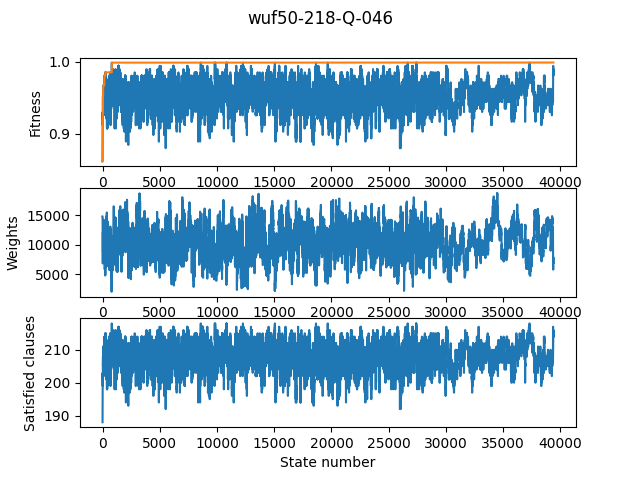 wuf50-218-Q-046
1.0
0.9
Fitness
0 5000 10000 15000 20000 25000 30000 35000 40000
15000
10000
5000
Weights
0 5000 10000 15000 20000 25000 30000 35000 40000
210
200
190
Satisfied clauses
0 5000 10000 15000 20000 25000 30000 35000 40000
State number